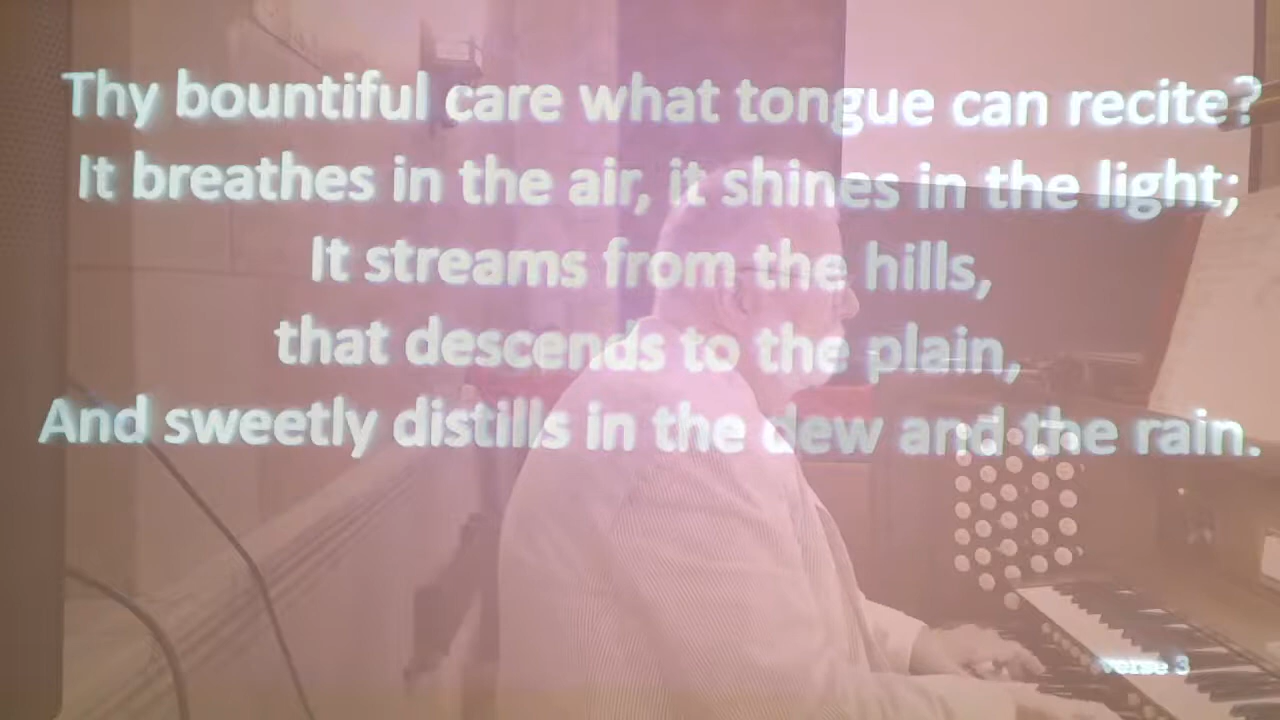 Thy bountiful care what tongue can recite?
It breathes in the air, it shines in the light;
It streams from the hills,
that descends to the plain,
And sweetly distills in the dew and the rain.
verse 3